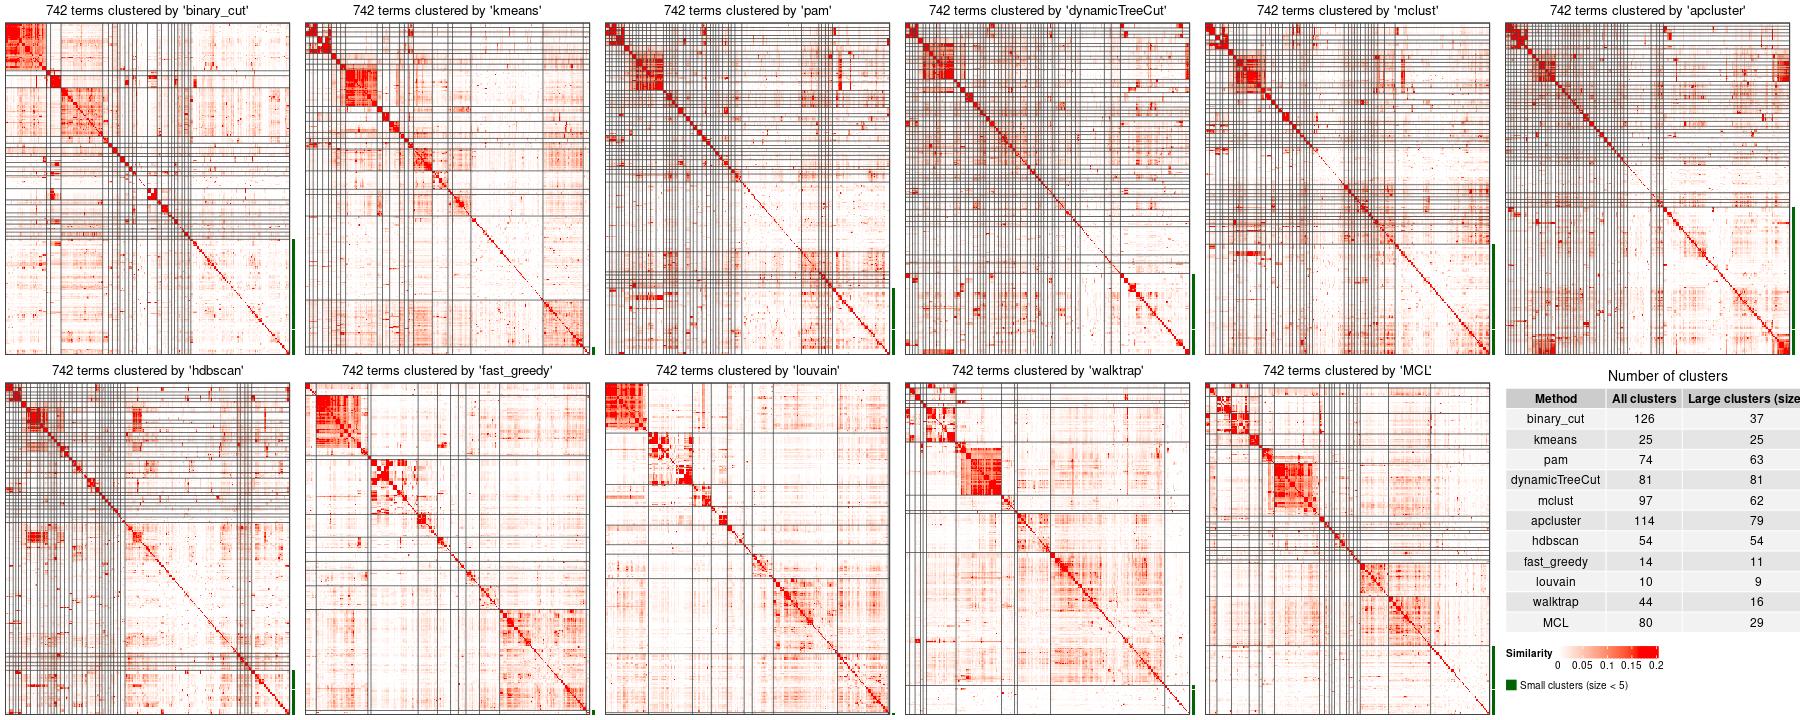 742 terms clustered by 'binary_cut'
742 terms clustered by 'kmeans'
742 terms clustered by 'pam'
742 terms clustered by 'dynamicTreeCut'
742 terms clustered by 'mclust'
742 terms clustered by 'apcluster'
742 terms clustered by 'hdbscan'
742 terms clustered by 'fast_greedy'
742 terms clustered by 'louvain'
742 terms clustered by 'walktrap'
742 terms clustered by 'MCL'
Number of clusters
Method All clusters Large clusters (size
binary_cut 126 37
kmeans 25 25
pam 74 63
dynamicTreeCut 81 81
mclust 97 62
apcluster 114 79
hdbscan 54 54
fast_greedy 14 11
louvain 10 9
walktrap 44 16
MCL 80 29
Similarity
0 0.05 0.1 0.15 0.2
Small clusters (size < 5)